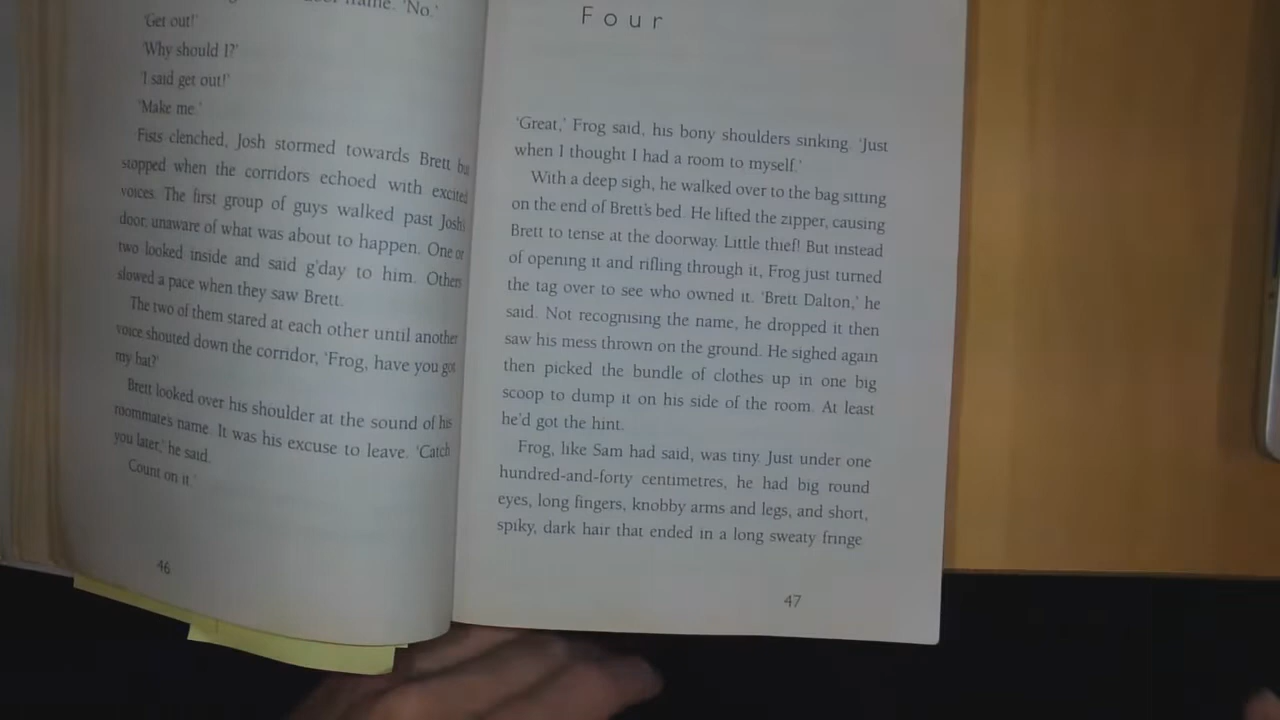 name. 'No.'
'Get out!'
'Why should I?'
'I said get out!'
'Make me.'
Fists clenched, Josh stormed towards Brett but
stopped when the corridors echoed with excited
voices. The first group of guys walked past Josh's
door, unaware of what was about to happen. One or
two looked inside and said g'day to him. Others
slowed a pace when they saw Brett.
The two of them stared at each other until another
voice shouted down the corridor, 'Frog, have you got
my hat?'
Brett looked over his shoulder at the sound of his
roommate's name. It was his excuse to leave. 'Catch
you later,' he said.
'Count on it.'
46
Four
'Great,' Frog said, his bony shoulders sinking. 'Just
when I thought I had a room to myself.'
With a deep sigh, he walked over to the bag sitting
on the end of Brett's bed. He lifted the zipper, causing
Brett to tense at the doorway. Little thief! But instead
of opening it and rifling through it, Frog just turned
the tag over to see who owned it. 'Brett Dalton,' he
said. Not recognising the name, he dropped it then
saw his mess thrown on the ground. He sighed again
then picked the bundle of clothes up in one big
scoop to dump it on his side of the room. At least
he'd got the hint.
Frog, like Sam had said, was tiny. Just under one
hundred-and-forty centimetres, he had big round
eyes, long fingers, knobby arms and legs, and short,
spiky, dark hair that ended in a long sweaty fringe
47